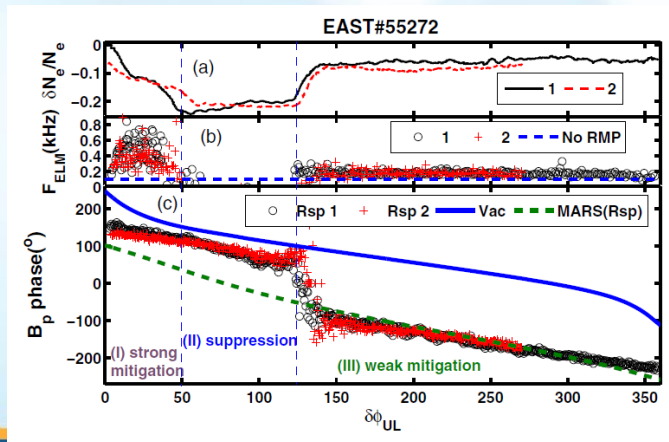 EAST#55272
δN_e/N_e
0
−0.1
−0.2
(a)
1 2
F_ELM(kHz)
0.8
0.6
0.4
0.2
0
(b)
1 2 No RMP
B_p phase(°)
200
100
0
−100
−200
(c)
Rsp 1 Rsp 2 Vac MARS(Rsp)
(I) strong
mitigation
(II) suppression
(III) weak mitigation
0 50 100 150 200 250 300 350
δϕ_UL